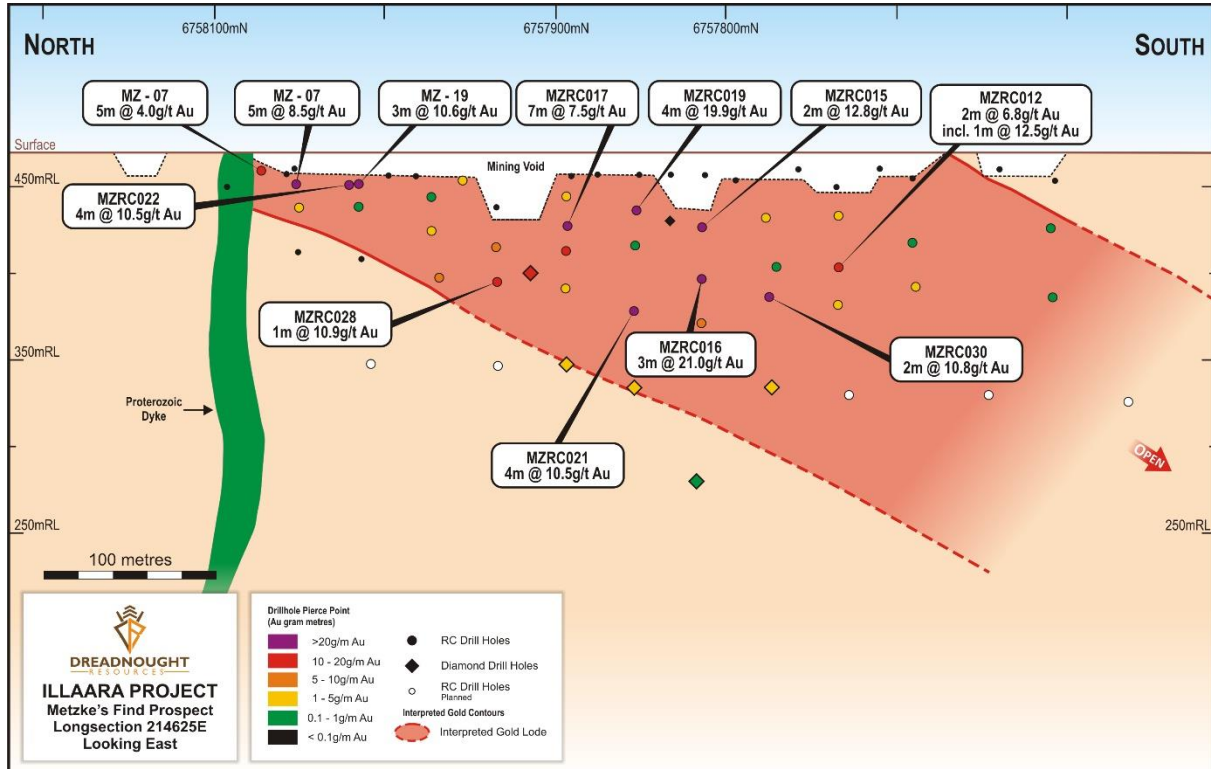 6758100mN
6757900mN
6757800mN
NORTH
SOUTH
MZ - 07
5m @ 4.0g/t Au
MZ - 07
5m @ 8.5g/t Au
MZ - 19
3m @ 10.6g/t Au
MZRC017
7m @ 7.5g/t Au
MZRC019
4m @ 19.9g/t Au
MZRC015
2m @ 12.8g/t Au
MZRC012
2m @ 6.8g/t Au
incl. 1m @ 12.5g/t Au
Surface
Mining Void
450mRL
MZRC022
4m @ 10.5g/t Au
MZRC028
1m @ 10.9g/t Au
MZRC016
3m @ 21.0g/t Au
MZRC030
2m @ 10.8g/t Au
350mRL
Proterozoic
Dyke
MZRC021
4m @ 10.5g/t Au
OPEN
250mRL
250mRL
100 metres
DREADNOUGHT
RESOURCES
ILLAARA PROJECT
Metzke's Find Prospect
Longsection 214625E
Looking East
Drillhole Pierce Point
(Au gram metres)
>20g/m Au
10 - 20g/m Au
5 - 10g/m Au
1 - 5g/m Au
0.1 - 1g/m Au
< 0.1g/m Au
RC Drill Holes
Diamond Drill Holes
RC Drill Holes
Planned
Interpreted Gold Contours
Interpreted Gold Lode